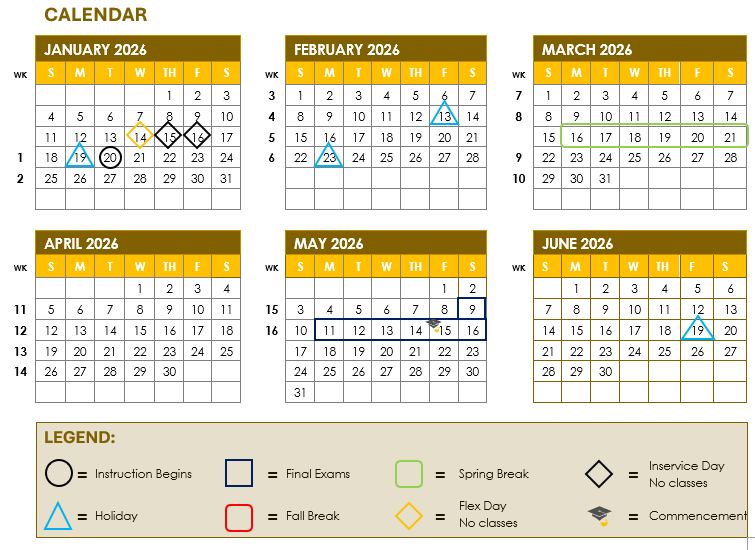 CALENDAR
JANUARY 2026
WK S M T W TH F S
1 2 3
4 5 6 7 8 9 10
11 12 13 14 15 16 17
1 18 19 20 21 22 23 24
2 25 26 27 28 29 30 31
FEBRUARY 2026
WK S M T W TH F S
3 1 2 3 4 5 6 7
4 8 9 10 11 12 13 14
5 15 16 17 18 19 20 21
6 22 23 24 25 26 27 28
MARCH 2026
WK S M T W TH F S
7 1 2 3 4 5 6 7
8 8 9 10 11 12 13 14
15 16 17 18 19 20 21
9 22 23 24 25 26 27 28
10 29 30 31
APRIL 2026
WK S M T W TH F S
1 2 3 4
11 5 6 7 8 9 10 11
12 12 13 14 15 16 17 18
13 19 20 21 22 23 24 25
14 26 27 28 29 30
MAY 2026
WK S M T W TH F S
1 2
15 3 4 5 6 7 8 9
16 10 11 12 13 14 15 16
17 18 19 20 21 22 23
24 25 26 27 28 29 30
31
JUNE 2026
WK S M T W TH F S
1 2 3 4 5 6
7 8 9 10 11 12 13
14 15 16 17 18 19 20
21 22 23 24 25 26 27
28 29 30
LEGEND:
= Instruction Begins
= Final Exams
= Spring Break
= Inservice Day
No classes
= Holiday
= Fall Break
= Flex Day
No classes
= Commencement